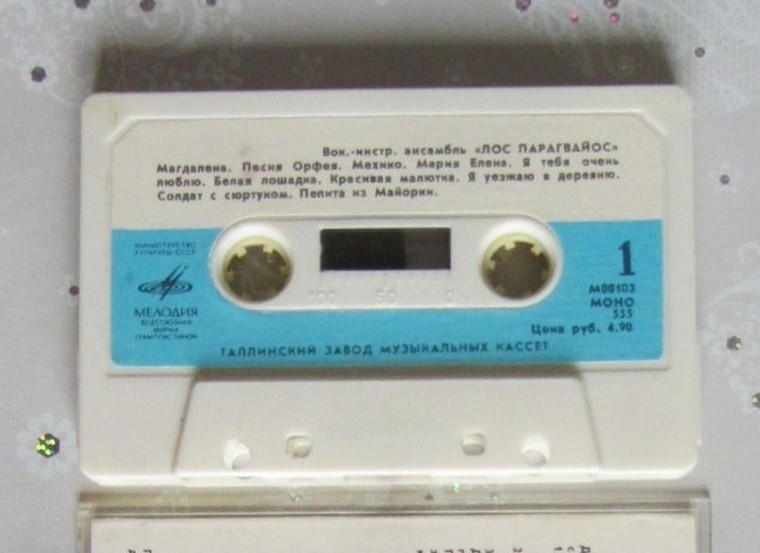 Вок.-инстр. ансамбль «ЛОС ПАРАГВАЙОС»
Магдалена. Песня Орфея. Мехико. Мария Елена. Я тебя очень
люблю. Белая лошадка. Красивая малютка. Я уезжаю в деревню.
Солдат с сюртуком. Пепита из Майорки.
МИНИСТЕРСТВО
КУЛЬТУРЫ СССР
МЕЛОДИЯ
ВСЕСОЮЗНАЯ
ФИРМА
ГРАМПЛАСТИНОК
100 50 0
1
М00103
МОНО
555
Цена руб. 4.90
ТАЛЛИНСКИЙ ЗАВОД МУЗЫКАЛЬНЫХ КАССЕТ